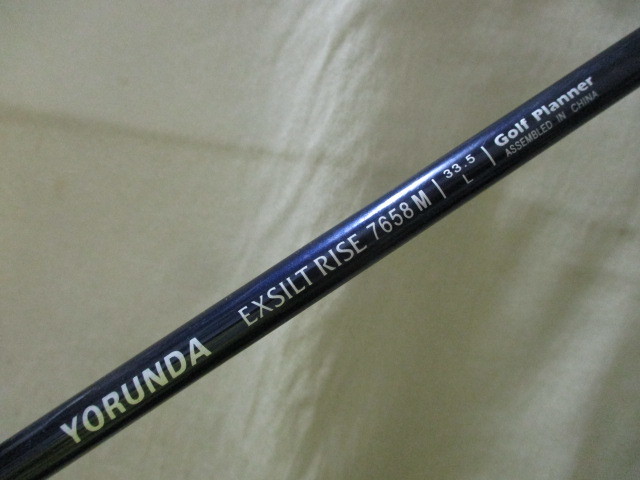 YORUNDA EXSILT RISE 7658M | 33.5 | Golf Planner
L ASSEMBLED IN CHINA